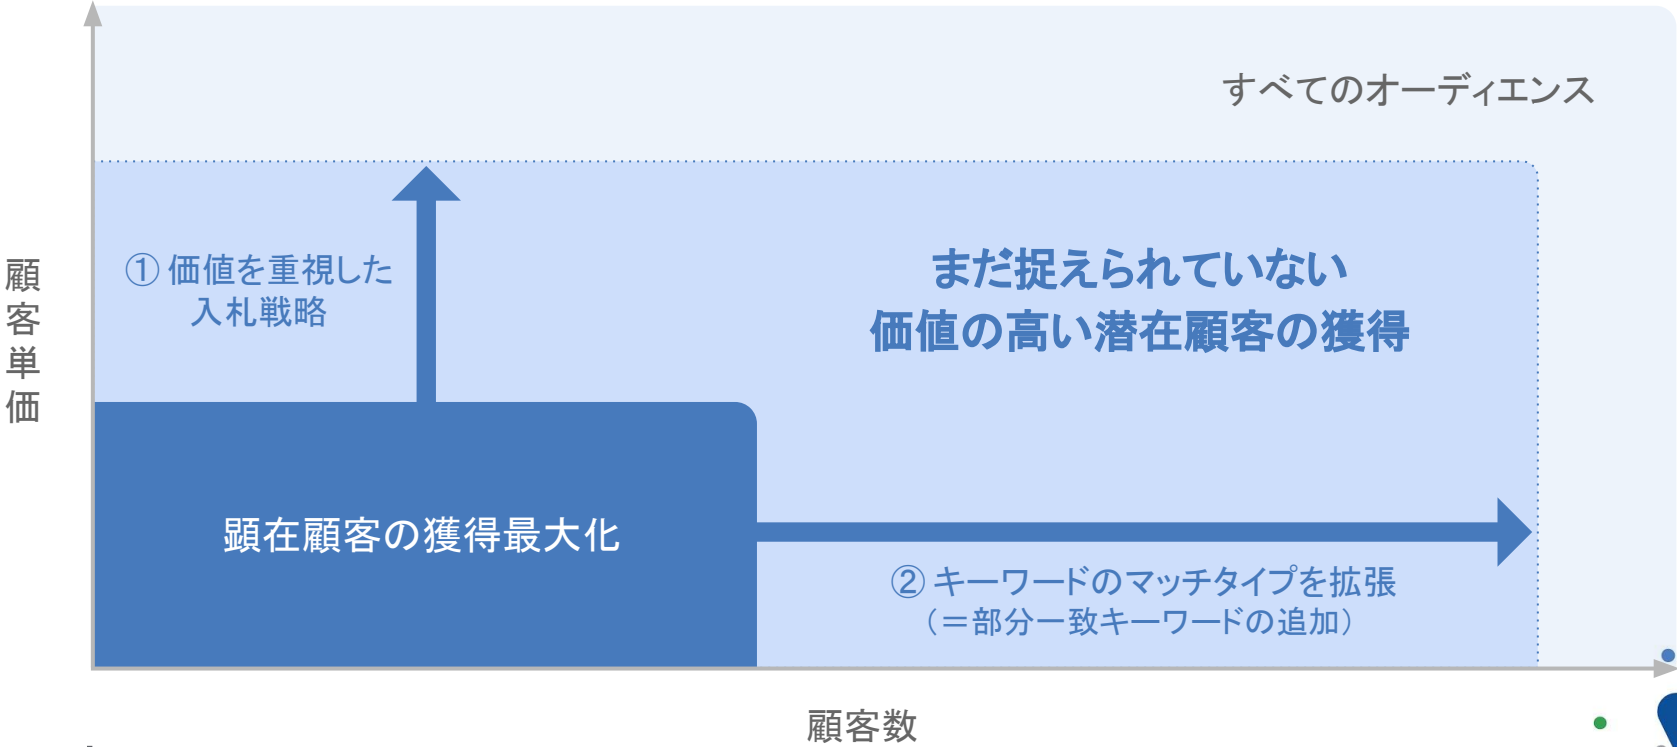 すべてのオーディエンス
顧客単価
① 価値を重視した
入札戦略
まだ捉えられていない
価値の高い潜在顧客の獲得
顕在顧客の獲得最大化
② キーワードのマッチタイプを拡張
（＝部分一致キーワードの追加）
顧客数